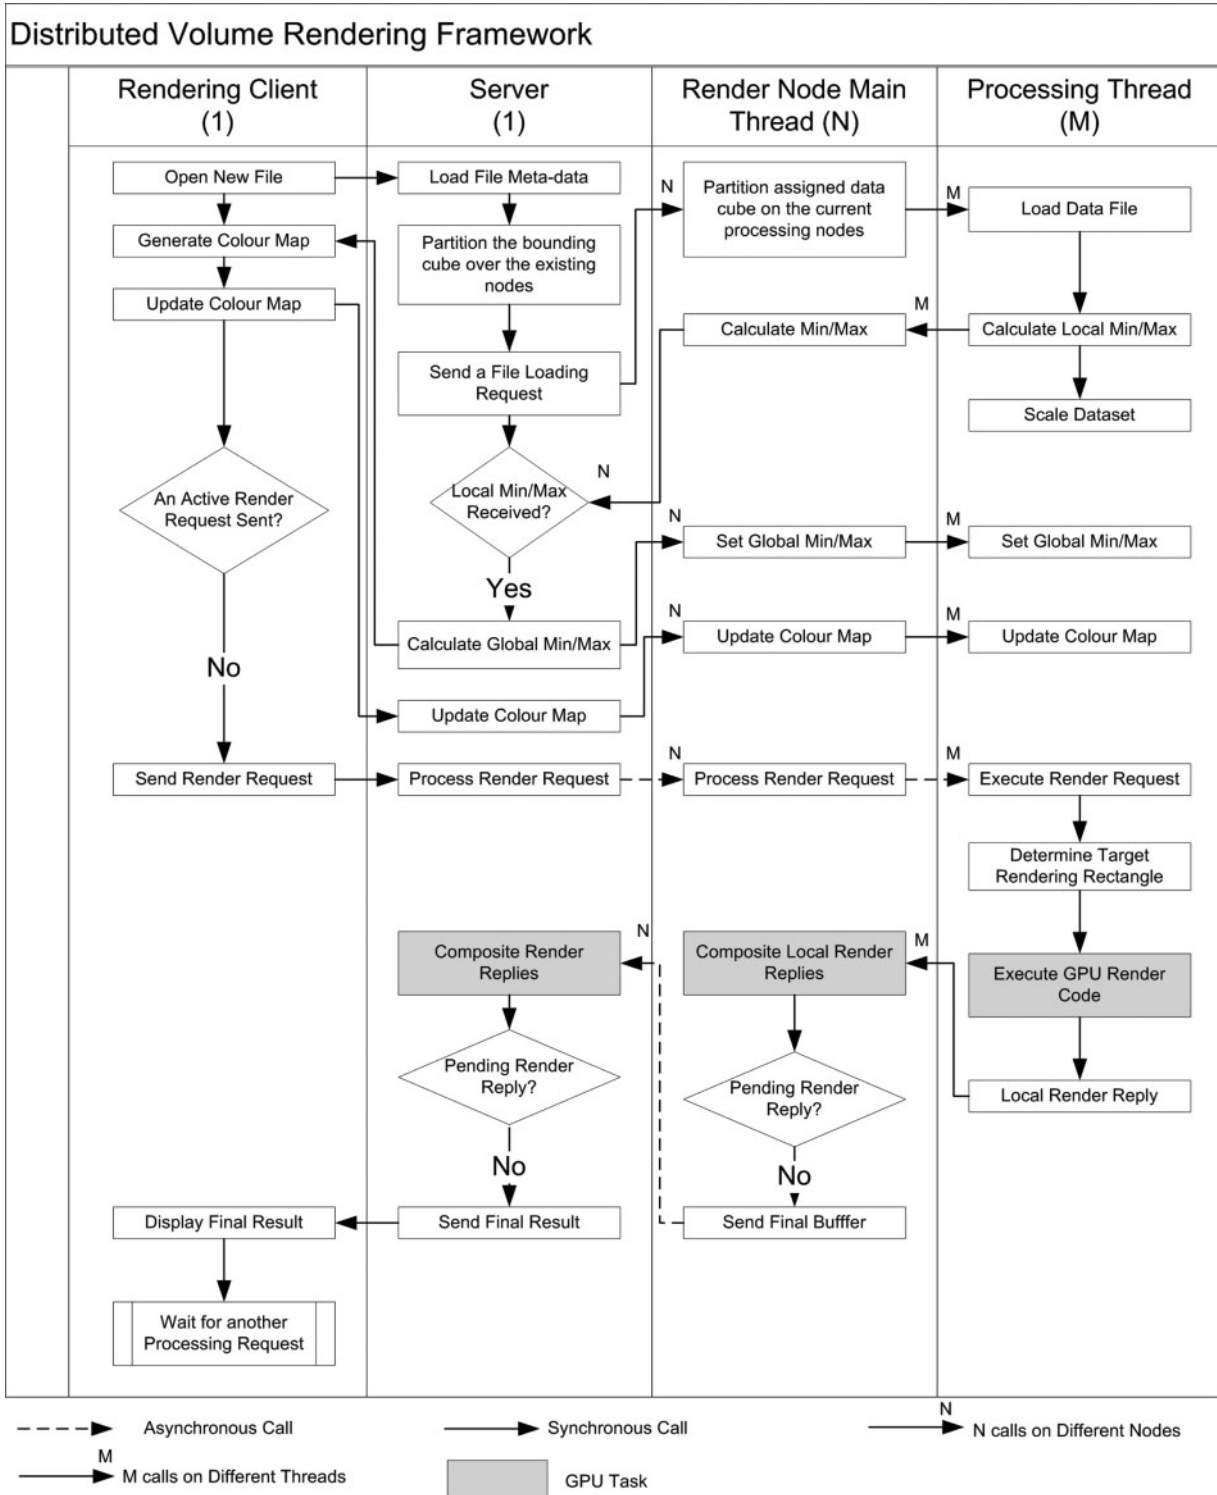 Distributed Volume Rendering Framework
Rendering Client
(1)
Server
(1)
Render Node Main
Thread (N)
Processing Thread
(M)
Open New File
Load File Meta-data
N
Partition assigned data
cube on the current
processing nodes
M
Load Data File
Generate Colour Map
Partition the bounding
cube over the existing
nodes
Update Colour Map
Calculate Min/Max
M
Calculate Local Min/Max
Send a File Loading
Request
Scale Dataset
An Active Render
Request Sent?
Local Min/Max
Received?
N
N
Set Global Min/Max
M
Set Global Min/Max
Yes
Calculate Global Min/Max
N
Update Colour Map
M
Update Colour Map
No
Update Colour Map
Send Render Request
Process Render Request
N
Process Render Request
M
Execute Render Request
Determine Target
Rendering Rectangle
Composite Render
Replies
N
Composite Local Render
Replies
M
Execute GPU Render
Code
Pending Render
Reply?
Pending Render
Reply?
Local Render Reply
No
No
Display Final Result
Send Final Result
Send Final Bufffer
Wait for another
Processing Request
Asynchronous Call
Synchronous Call
N
N calls on Different Nodes
M
M calls on Different Threads
GPU Task